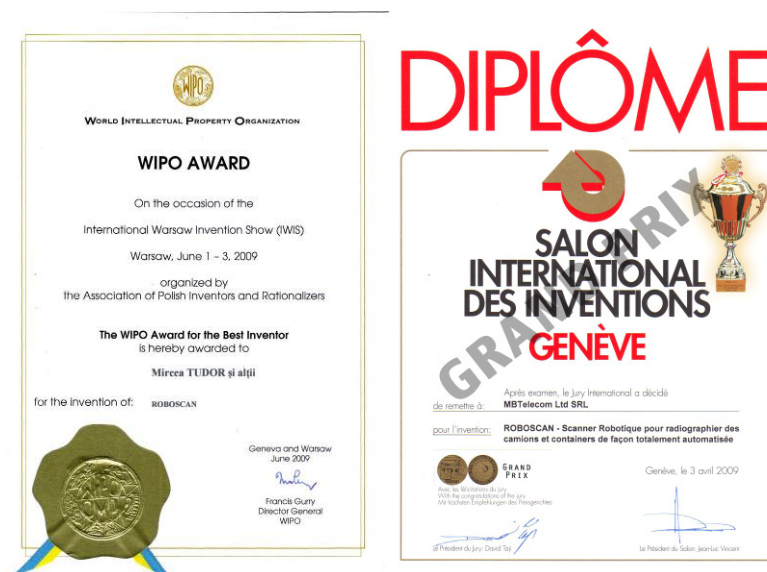 WIPO
WORLD INTELLECTUAL PROPERTY ORGANIZATION
WIPO AWARD
On the occasion of the
International Warsaw Invention Show (IWIS)
Warsaw, June 1 – 3, 2009
organized by
the Association of Polish Inventors and Rationalizers
The WIPO Award for the Best Inventor
is hereby awarded to
Mircea TUDOR și alții
for the invention of: ROBOSCAN
Geneva and Warsaw
June 2009
Francis Gurry
Director General
WIPO
DIPLÔME
GRAND PRIX
SALON
INTERNATIONAL
DES INVENTIONS
GENÈVE
Après examen, le Jury International a décidé
de remettre à: MBTelecom Ltd SRL
pour l'invention: ROBOSCAN - Scanner Robotique pour radiographier des
camions et containers de façon totalement automatisée
GRAND
PRIX
Genève, le 3 avril 2009
Avec les félicitations du jury
With the congratulations of the jury
Mit höchsten Empfehlungen des Preisgerichtes
Le Président du Jury: David Taji
Le Président du Salon: Jean-Luc Vincent